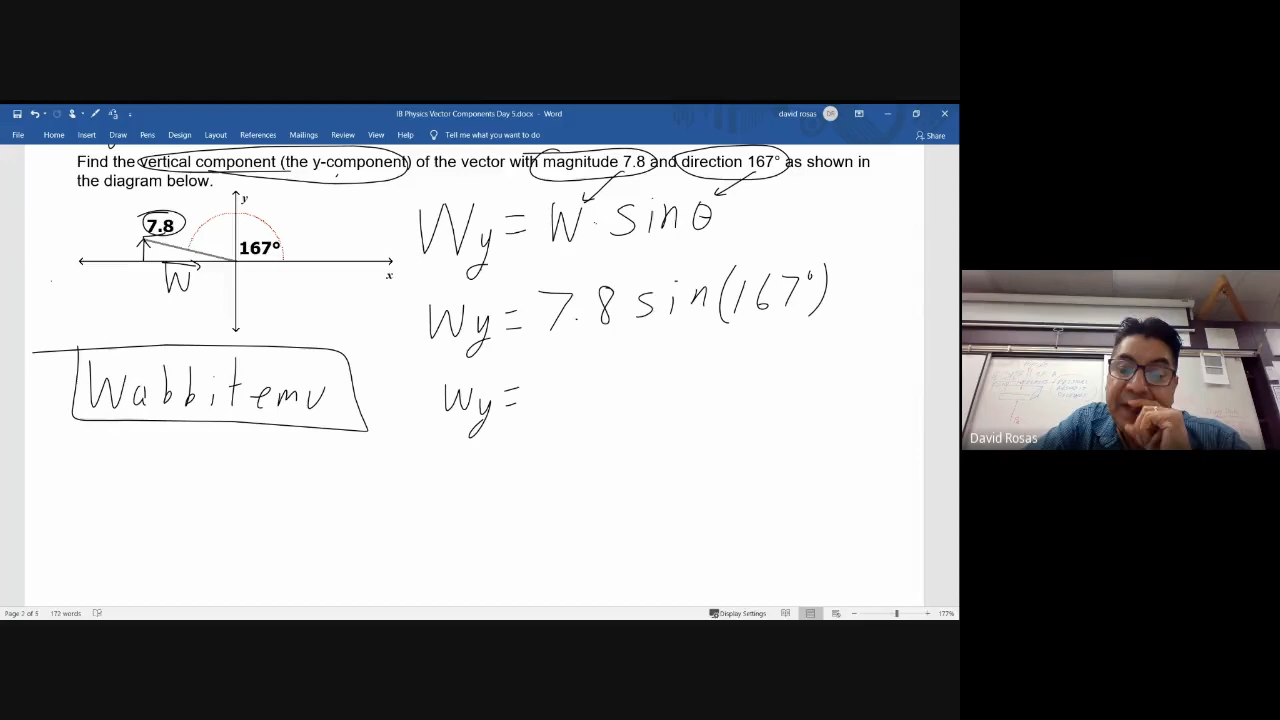 IB Physics Vector Components Day 5.docx - Word
david rosas
DR
File Home Insert Draw Pens Design Layout References Mailings Review View Help Tell me what you want to do
Share
Find the vertical component (the y-component) of the vector with magnitude 7.8 and direction 167° as shown in
the diagram below.
y
7.8
167°
x
W
Wy = W · sin θ
Wy = 7.8 sin(167°)
Wy =
Wabbitemu
David Rosas
Page 2 of 5 172 words
Display Settings
177%